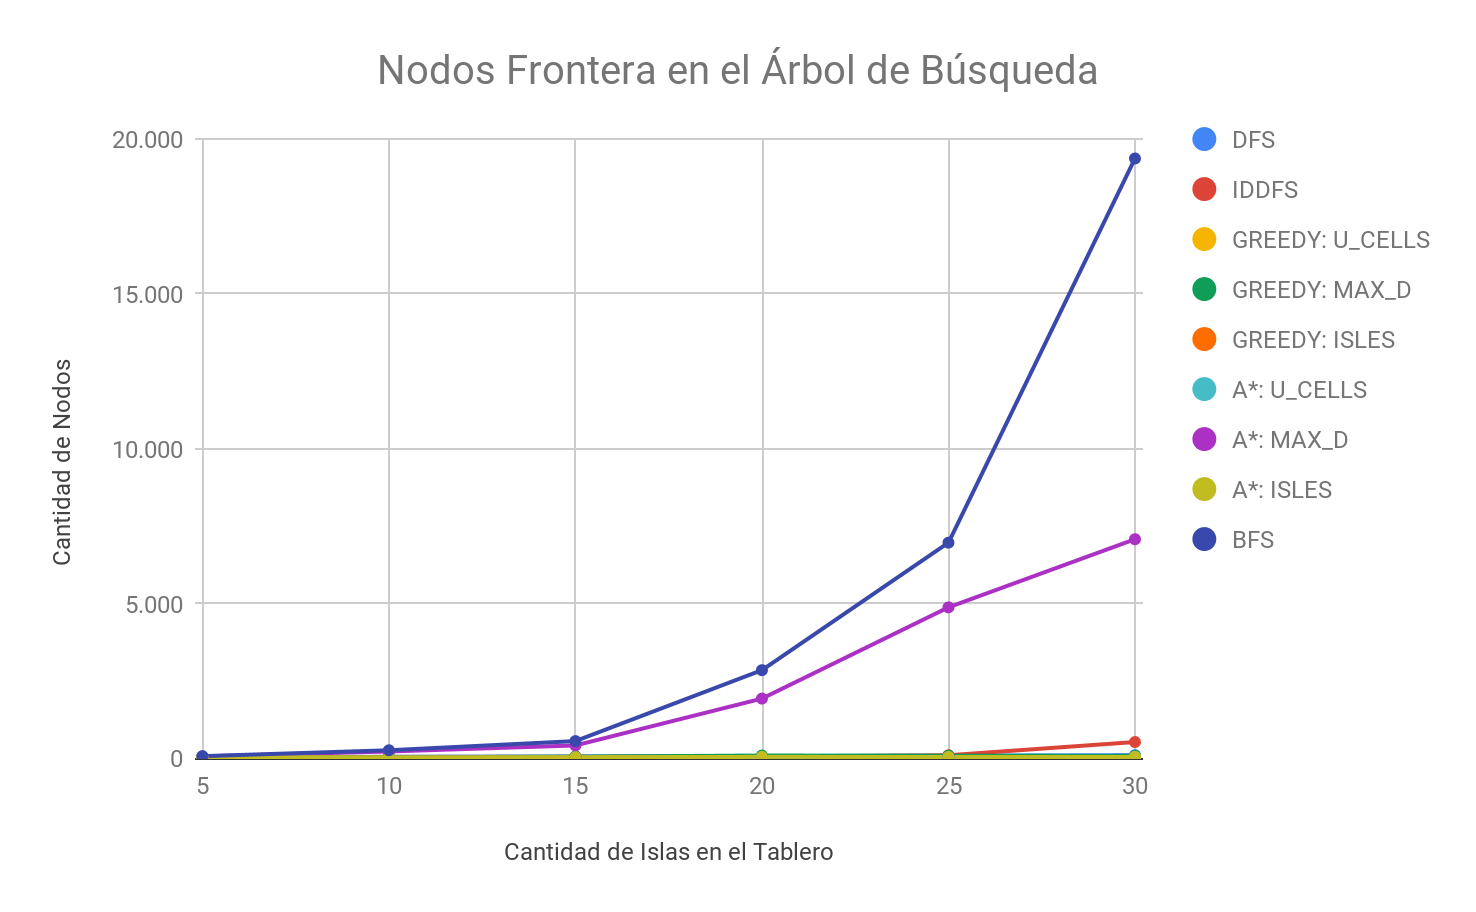 Nodos Frontera en el Árbol de Búsqueda
20.000
15.000
10.000
5.000
0
5
10
15
20
25
30
Cantidad de Nodos
Cantidad de Islas en el Tablero
DFS
IDDFS
GREEDY: U_CELLS
GREEDY: MAX_D
GREEDY: ISLES
A*: U_CELLS
A*: MAX_D
A*: ISLES
BFS